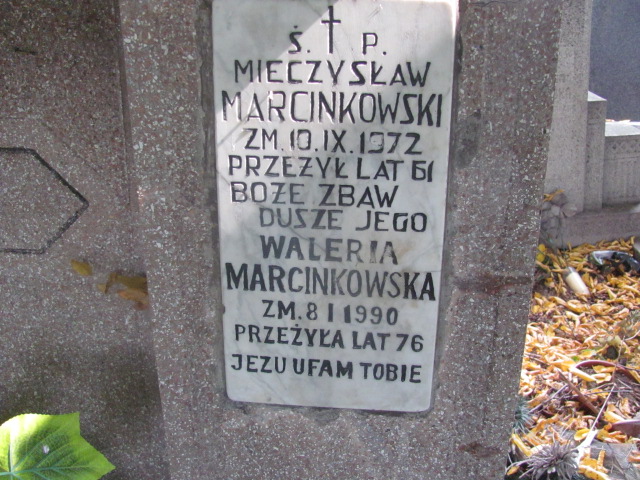 Ś. P.
MIECZYSŁAW
MARCINKOWSKI
ZM. 10. IX. 1972
PRZEŻYŁ LAT 61
BOŻE ZBAW
DUSZE JEGO
WALERIA
MARCINKOWSKA
ZM. 8 I 1990
PRZEŻYŁA LAT 76
JEZU UFAM TOBIE